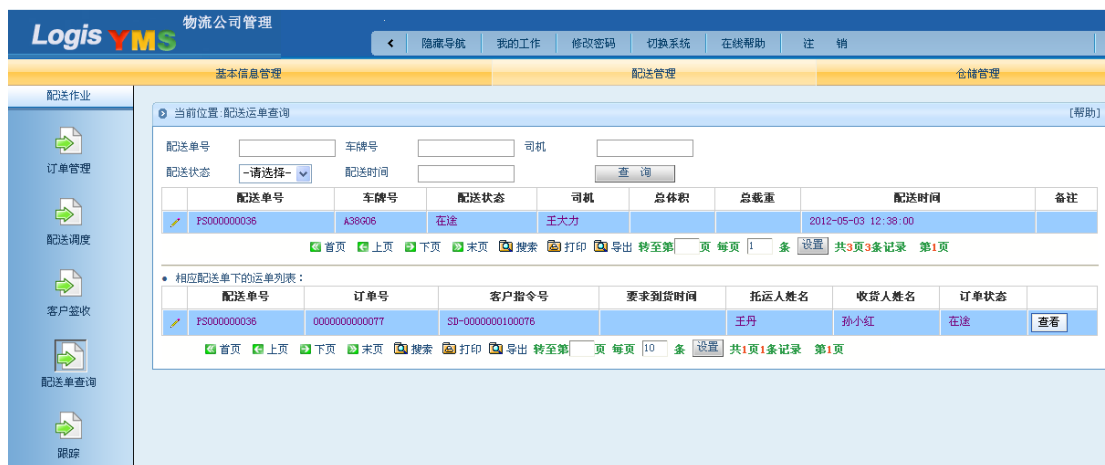 Logis YMS 物流公司管理
隐藏导航 我的工作 修改密码 切换系统 在线帮助 注 销
基本信息管理 配送管理 仓储管理
配送作业
订单管理
配送调度
客户签收
配送单查询
跟踪
当前位置:配送运单查询 [帮助]
配送单号 车牌号 司机
配送状态 -请选择- 配送时间 查 询
配送单号 车牌号 配送状态 司机 总体积 总载重 配送时间 备注
PS000000036 A38G06 在途 王大力 2012-05-03 12:38:00
首页 上页 下页 末页 搜索 打印 导出 转至第 页 每页 1 条 设置 共3页3条记录 第1页
• 相应配送单下的运单列表：
配送单号 订单号 客户指令号 要求到货时间 托运人姓名 收货人姓名 订单状态
PS000000036 0000000000077 SD-0000000100076 王丹 孙小红 在途 查看
首页 上页 下页 末页 搜索 打印 导出 转至第 页 每页 10 条 设置 共1页1条记录 第1页